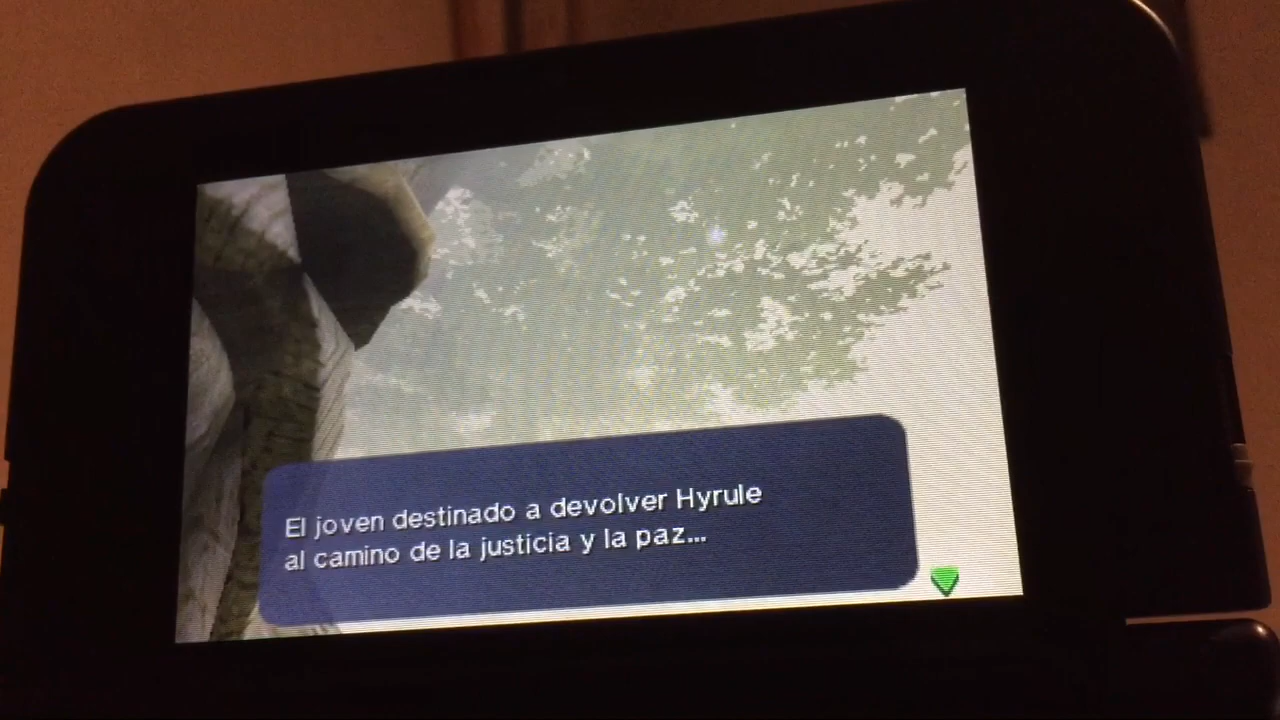 El joven destinado a devolver Hyrule
al camino de la justicia y la paz...